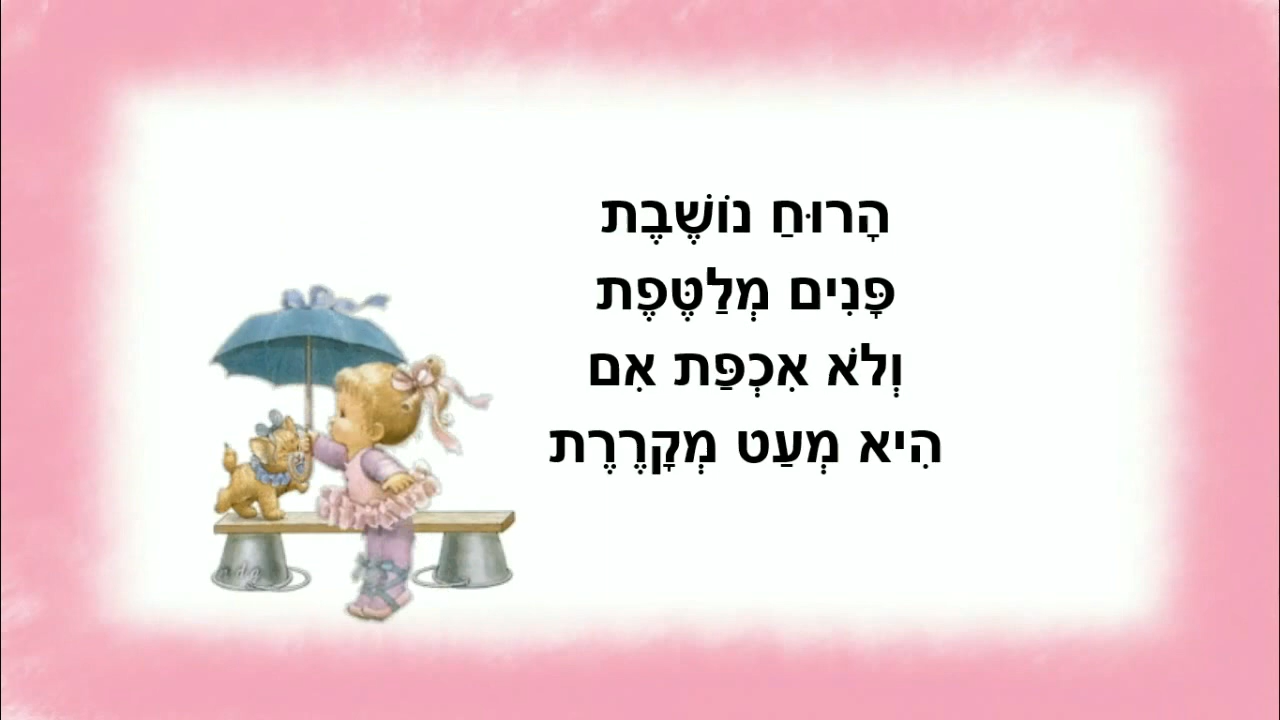 הָרוּחַ נוֹשֶׁבֶת
פָּנִים מְלַטֶּפֶת
וְלֹא אִכְפַּת אִם
הִיא מְעַט מְקָרֶרֶת